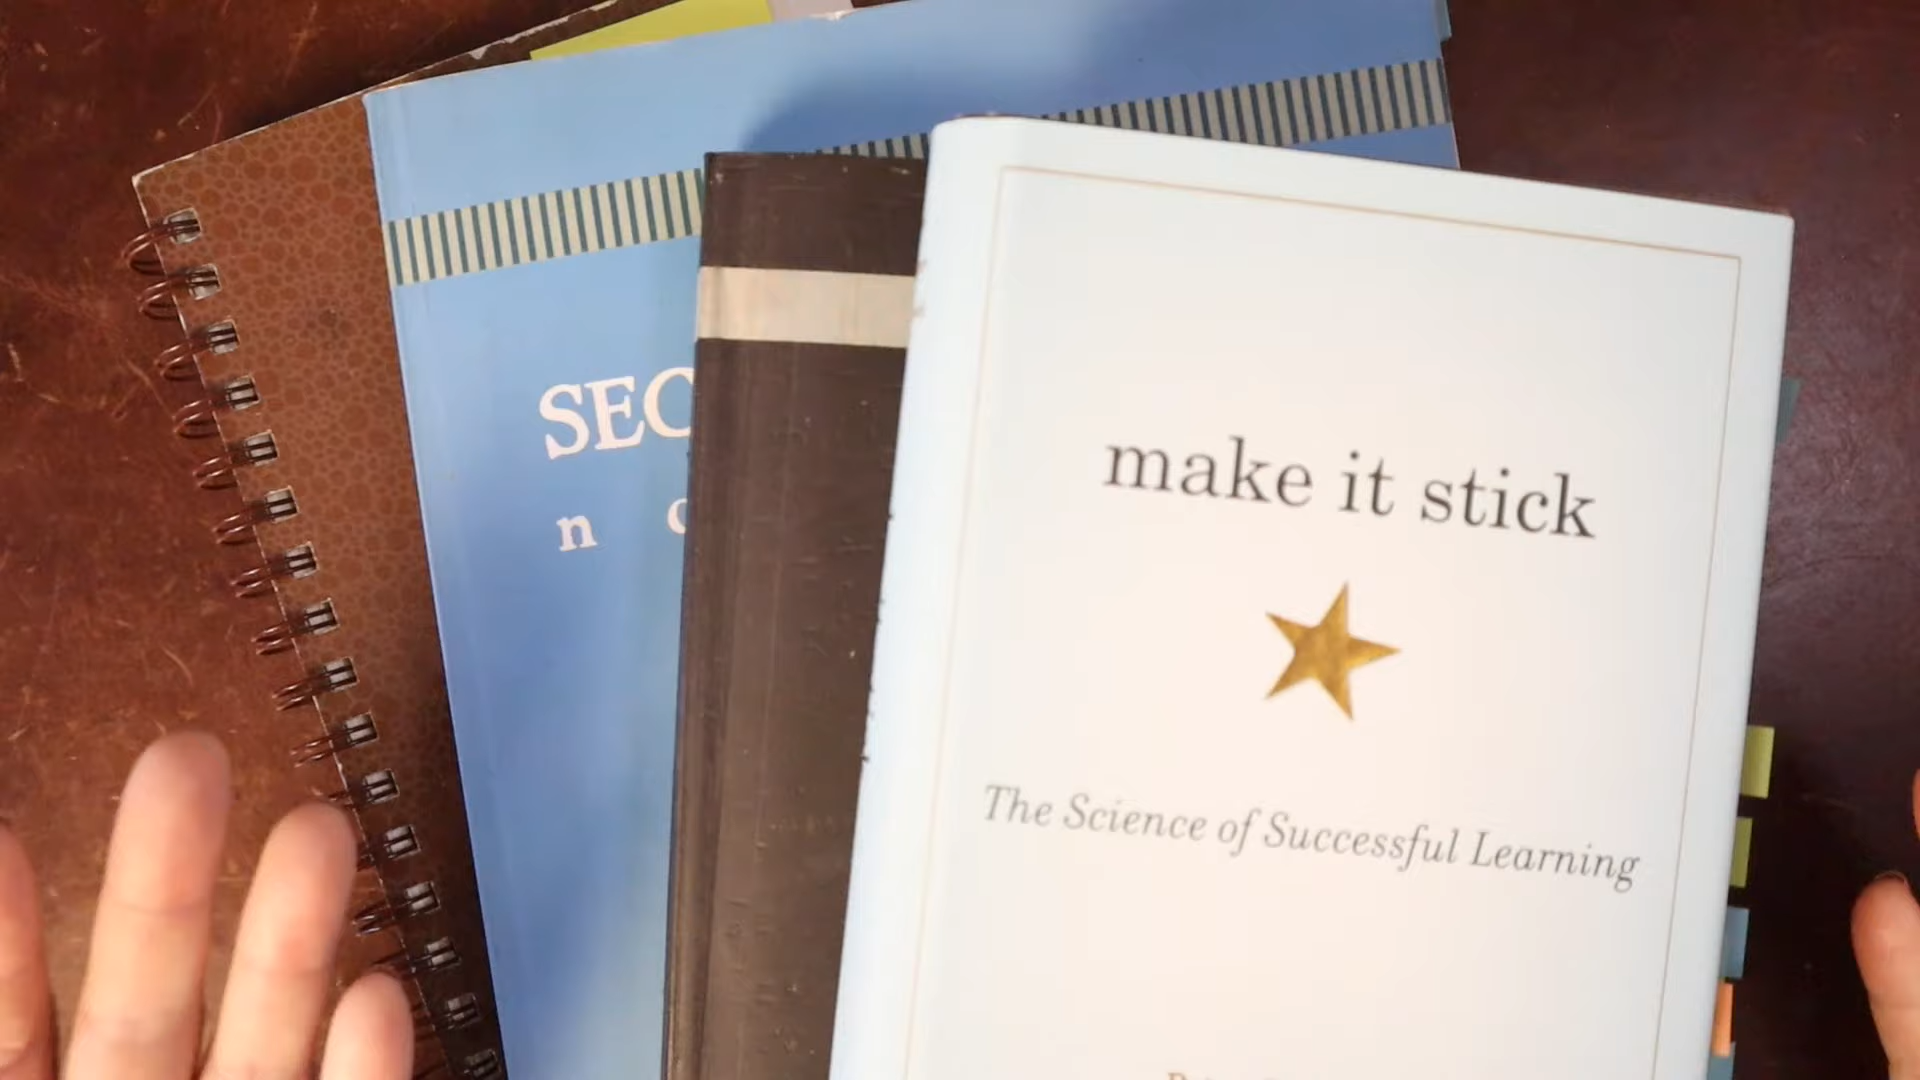 SEC
n
make it stick
The Science of Successful Learning